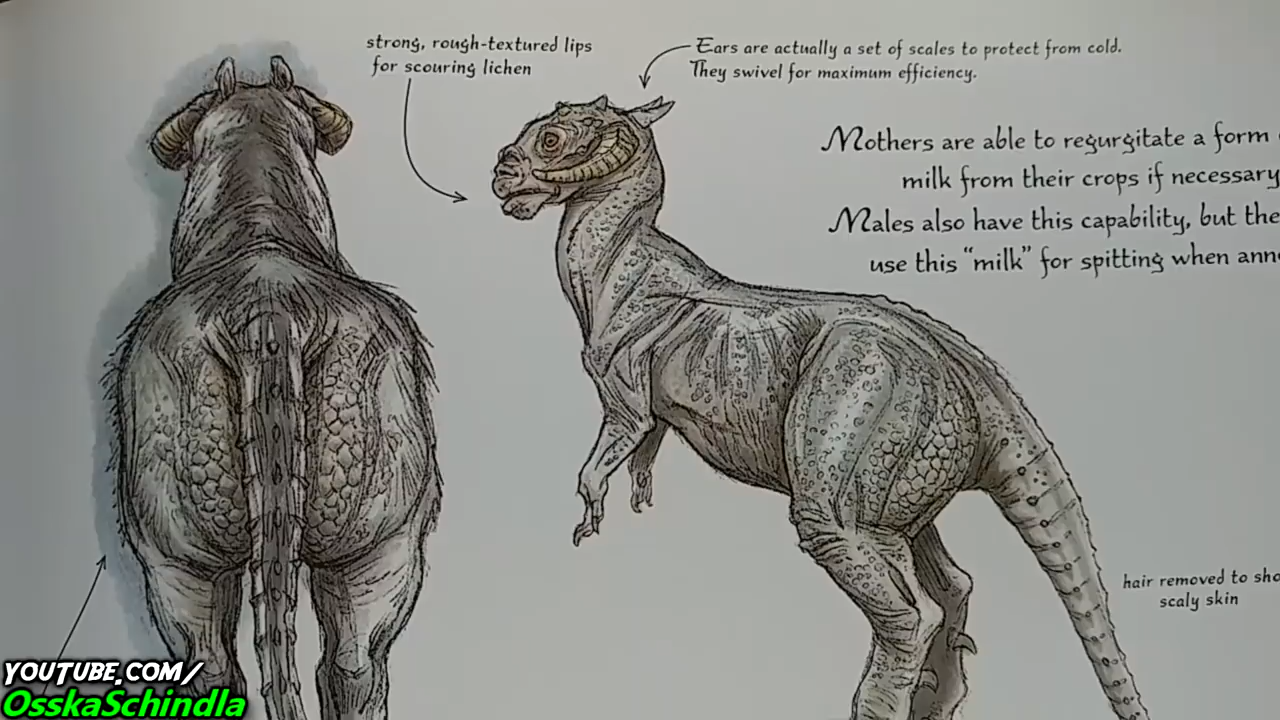 strong, rough-textured lips
for scouring lichen
Ears are actually a set of scales to protect from cold.
They swivel for maximum efficiency.
Mothers are able to regurgitate a form
milk from their crops if necessary
Males also have this capability, but the
use this “milk” for spitting when
hair removed to
scaly skin
YOUTUBE.COM/
OsskaSchindla